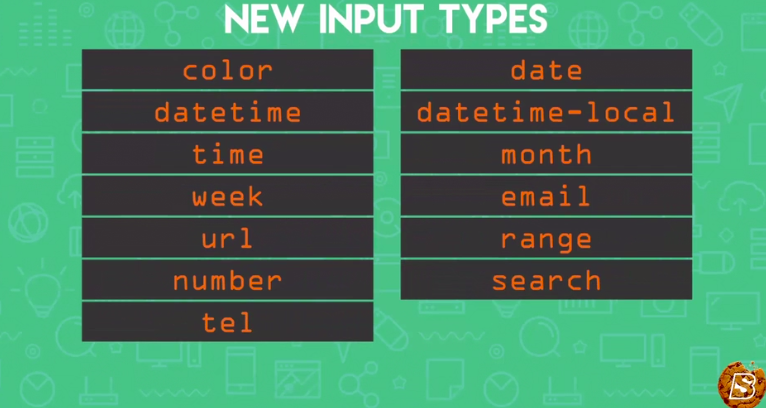 NEW INPUT TYPES
color
datetime
time
week
url
number
tel
date
datetime-local
month
email
range
search
B